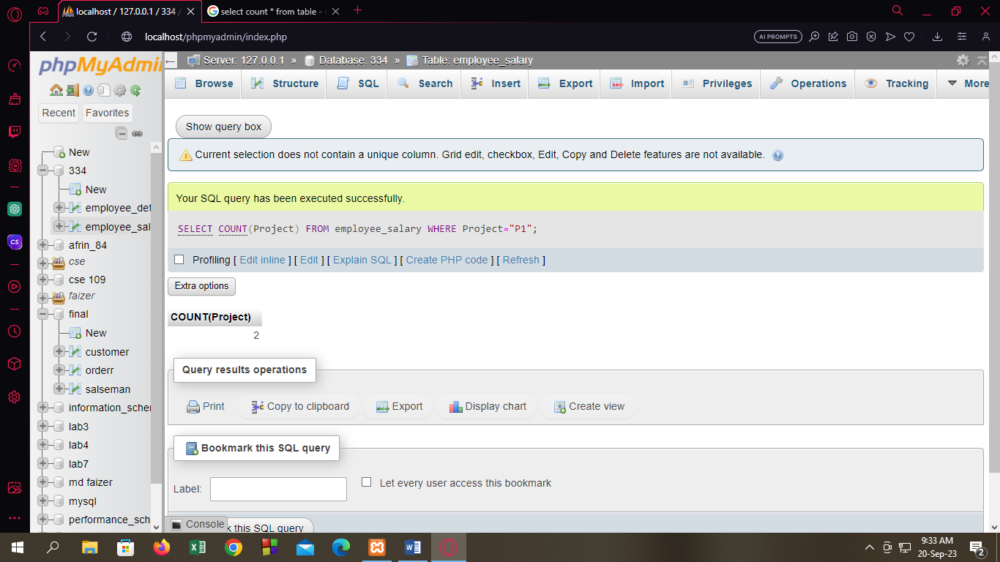 localhost / 127.0.0.1 / 334 /
select count * from table -
localhost/phpmyadmin/index.php
AI PROMPTS
phpMyAdmin
Recent
Favorites
New
334
New
employee_det
employee_sal
afrin_84
cse
cse 109
faizer
final
New
customer
orderr
salseman
information_scher
lab3
lab4
lab7
md faizer
mysql
performance_sch
Server: 127.0.0.1 » Database: 334 » Table: employee_salary
Browse
Structure
SQL
Search
Insert
Export
Import
Privileges
Operations
Tracking
More
Show query box
Current selection does not contain a unique column. Grid edit, checkbox, Edit, Copy and Delete features are not available.
Your SQL query has been executed successfully.
SELECT COUNT(Project) FROM employee_salary WHERE Project="P1";
Profiling [ Edit inline ] [ Edit ] [ Explain SQL ] [ Create PHP code ] [ Refresh ]
Extra options
COUNT(Project)
2
Query results operations
Print
Copy to clipboard
Export
Display chart
Create view
Bookmark this SQL query
Label:
Let every user access this bookmark
Console
k this SQL query
9:33 AM
20-Sep-23
2